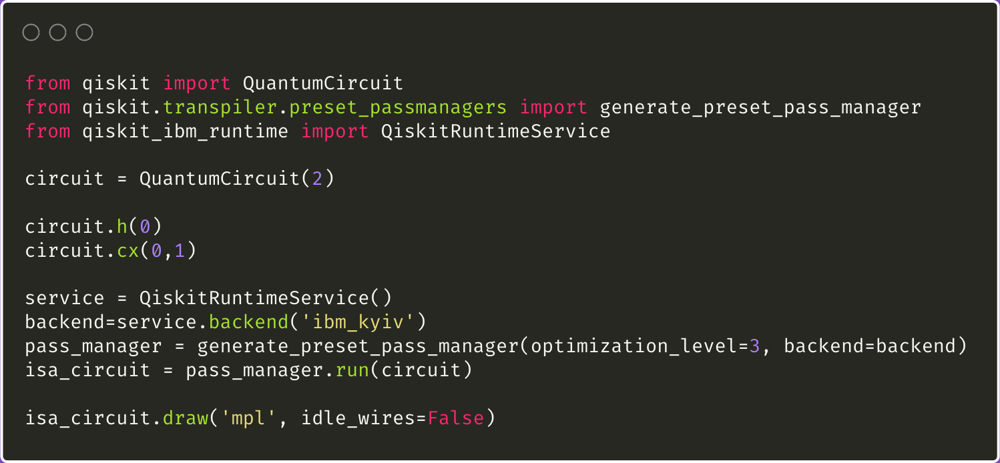 from qiskit import QuantumCircuit
from qiskit.transpiler.preset_passmanagers import generate_preset_pass_manager
from qiskit_ibm_runtime import QiskitRuntimeService
circuit = QuantumCircuit(2)
circuit.h(0)
circuit.cx(0,1)
service = QiskitRuntimeService()
backend=service.backend('ibm_kyiv')
pass_manager = generate_preset_pass_manager(optimization_level=3, backend=backend)
isa_circuit = pass_manager.run(circuit)
isa_circuit.draw('mpl', idle_wires=False)